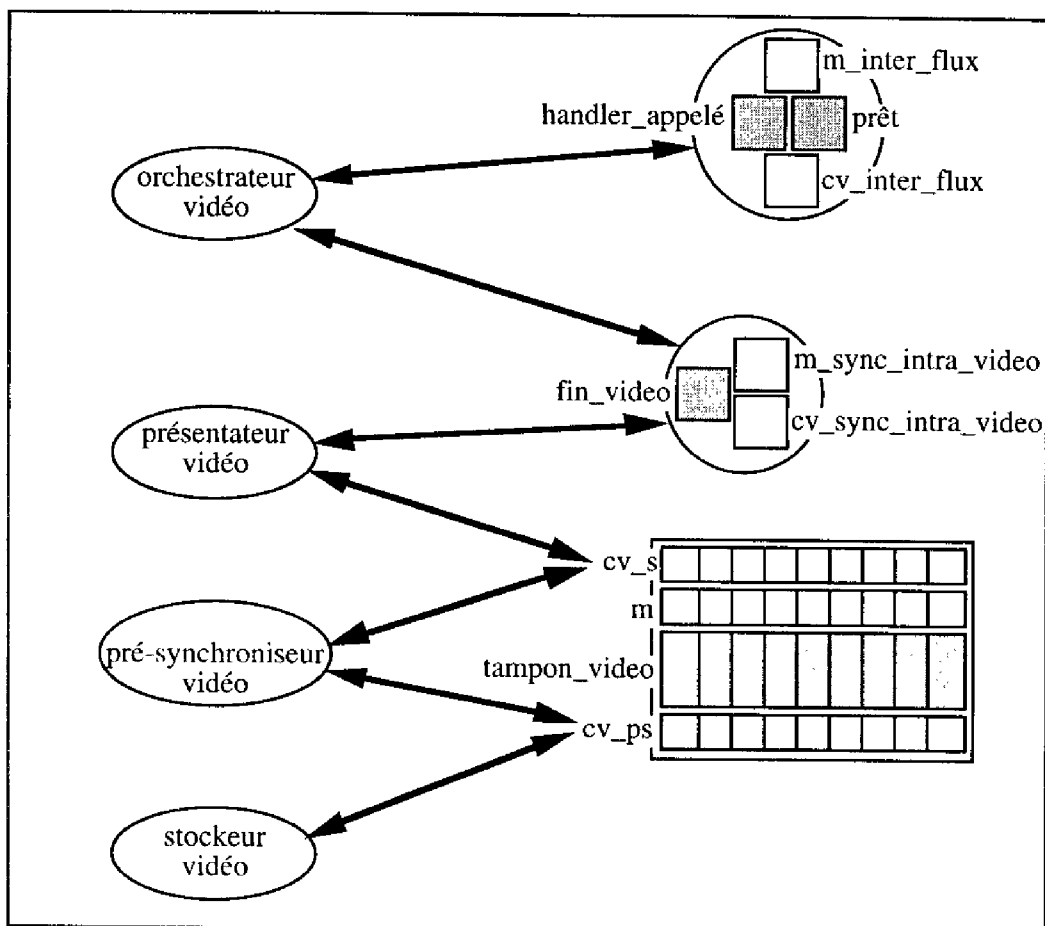 m_inter_flux
handler_appelé
prêt
cv_inter_flux
orchestrateur
vidéo
m_sync_intra_video
fin_video
cv_sync_intra_video
présentateur
vidéo
cv_s
m
pré-synchroniseur
vidéo
tampon_video
cv_ps
stockeur
vidéo